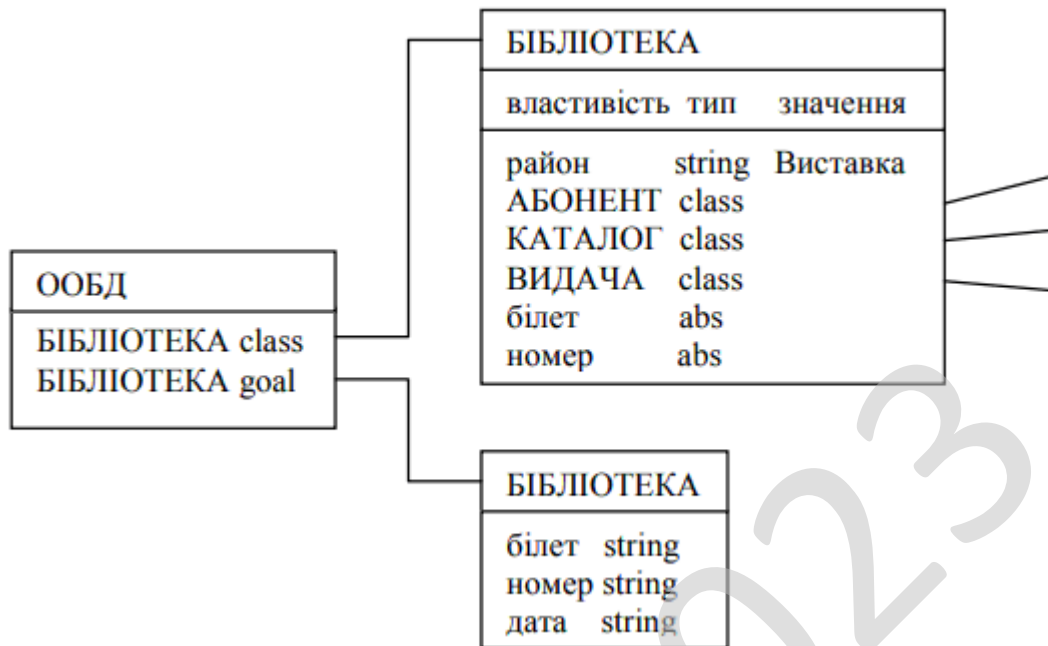 БІБЛІОТЕКА
властивість тип значення
район string Виставка
АБОНЕНТ class
КАТАЛОГ class
ВИДАЧА class
білет abs
номер abs
ООБД
БІБЛІОТЕКА class
БІБЛІОТЕКА goal
БІБЛІОТЕКА
білет string
номер string
дата string
023